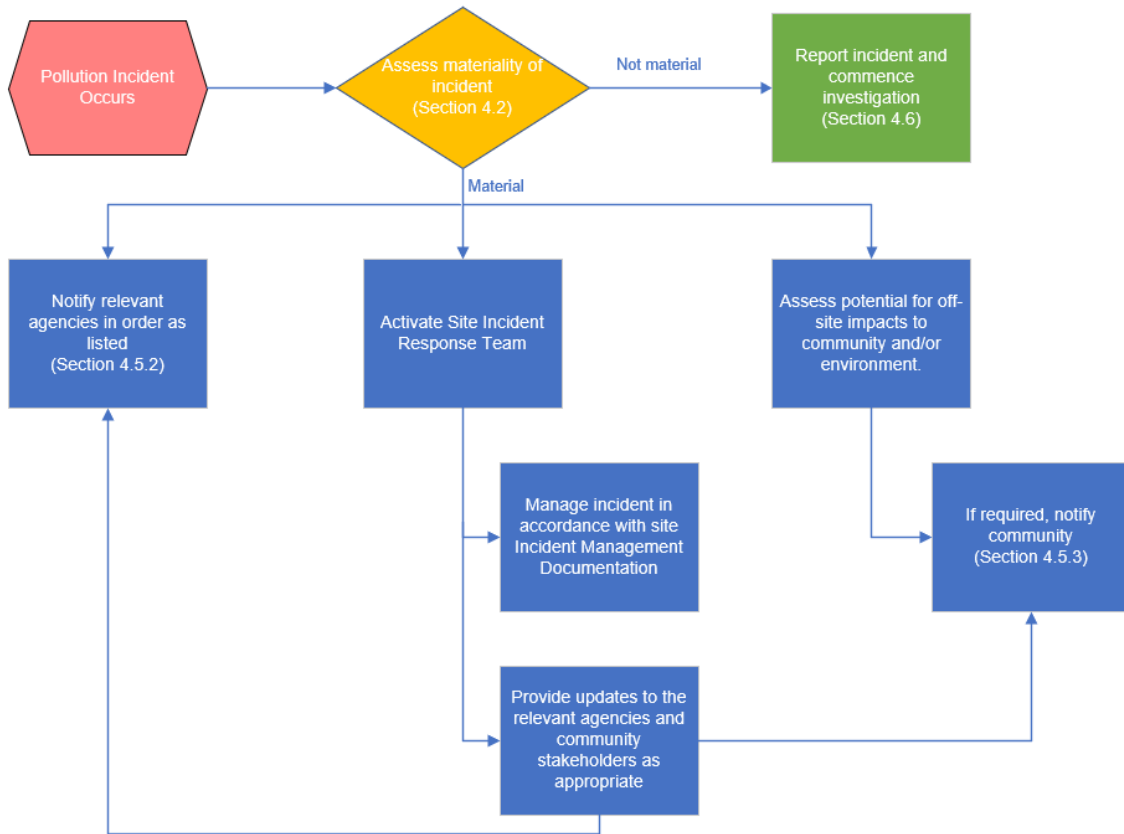 Pollution Incident
Occurs
Assess materiality of
incident
(Section 4.2)
Not material
Report incident and
commence
investigation
(Section 4.6)
Material
Notify relevant
agencies in order as
listed
(Section 4.5.2)
Activate Site Incident
Response Team
Assess potential for off-
site impacts to
community and/or
environment.
Manage incident in
accordance with site
Incident Management
Documentation
If required, notify
community
(Section 4.5.3)
Provide updates to the
relevant agencies and
community
stakeholders as
appropriate